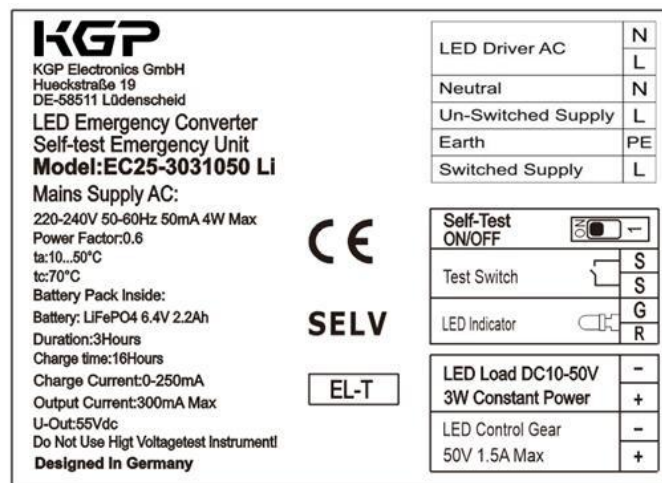 KGP
KGP Electronics GmbH
Hueckstraße 19
DE-58511 Lüdenscheid
LED Emergency Converter
Self-test Emergency Unit
Model:EC25-3031050 Li
Mains Supply AC:
220-240V 50-60Hz 50mA 4W Max
Power Factor:0.6
ta:10...50°C
tc:70°C
Battery Pack Inside:
Battery: LiFePO4 6.4V 2.2Ah
Duration:3Hours
Charge time:16Hours
Charge Current:0-250mA
Output Current:300mA Max
U-Out:55Vdc
Do Not Use Higt Voltagetest Instrument!
Designed In Germany
CE
SELV
EL-T
LED Driver AC N
L
Neutral N
Un-Switched Supply L
Earth PE
Switched Supply L
Self-Test
ON/OFF ON 1
Test Switch S
S
LED Indicator G
R
LED Load DC10-50V -
3W Constant Power +
LED Control Gear -
50V 1.5A Max +